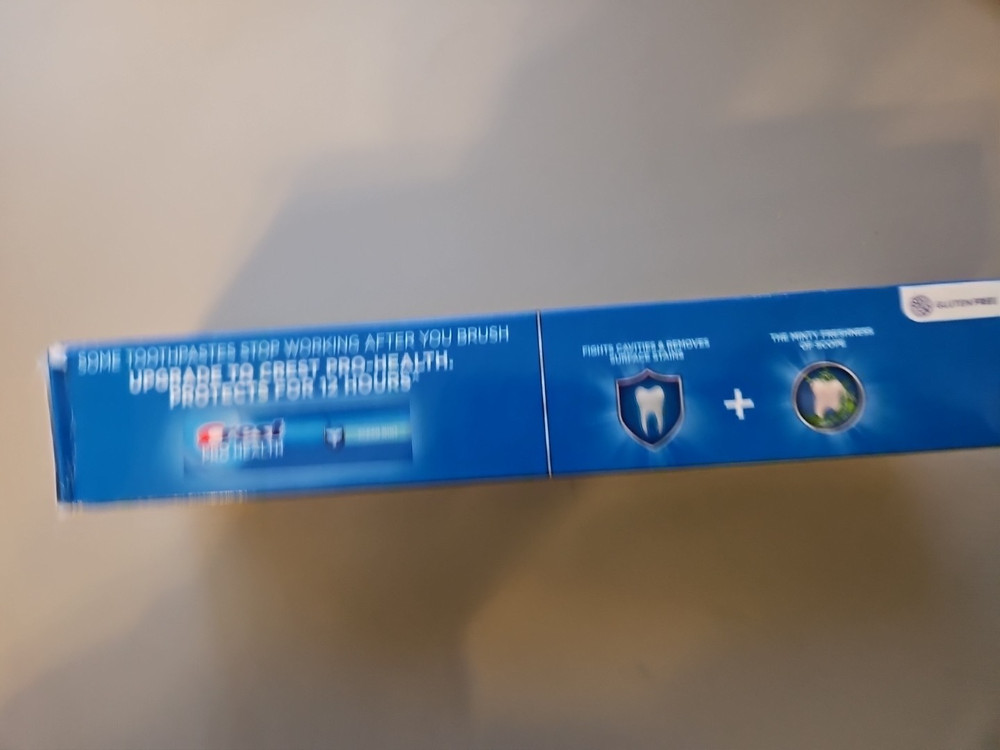 SOME TOOTHPASTES STOP WORKING AFTER YOU BRUSH
UPGRADE TO CREST PRO-HEALTH;
PROTECTS FOR 12 HOURS*
Crest
PRO-HEALTH
FIGHTS CAVITIES & REMOVES
SURFACE STAINS
+
THE MINTY FRESHNESS
OF SCOPE
GLUTEN FREE